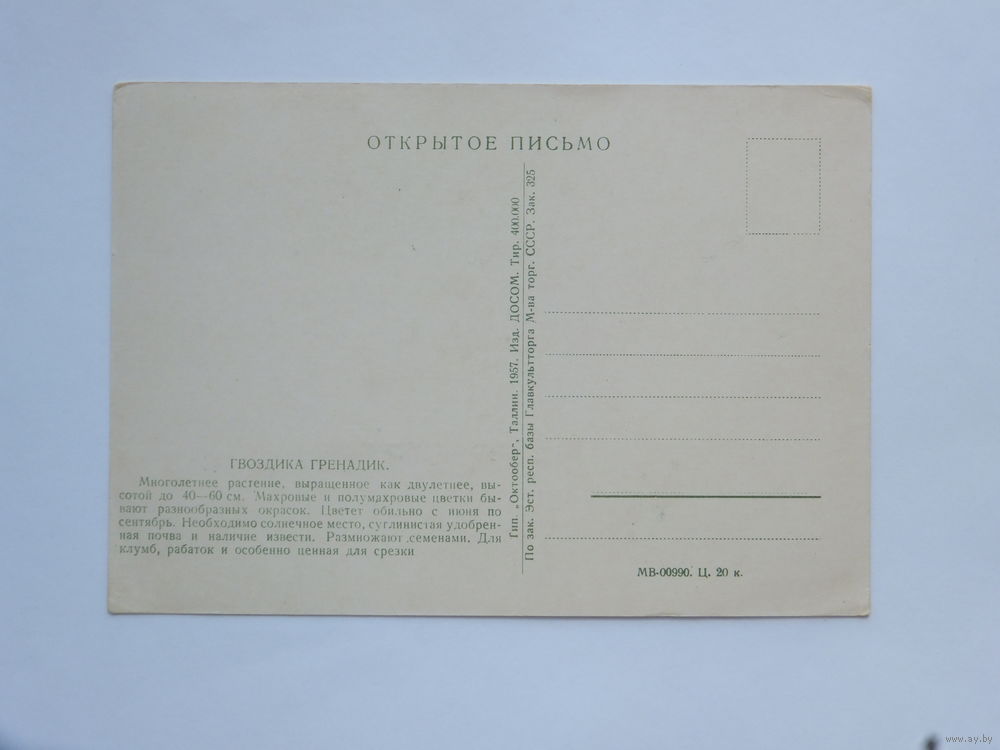 ОТКРЫТОЕ ПИСЬМО
ГВОЗДИКА ГРЕНАДИК.
Многолетнее растение, выращенное как двулетнее, вы-
сотой до 40—60 см. Махровые и полумахровые цветки бы-
вают разнообразных окрасок. Цветет обильно с июня по
сентябрь. Необходимо солнечное место, суглинистая удобрен-
ная почва и наличие извести. Размножают семенами. Для
клумб, рабаток и особенно ценная для срезки
Тип. „Октообер", Таллин. 1957. Изд. ДОСОМ. Тир. 400.000
По зак. Эст. респ. базы Главкультторга М-ва торг. СССР. Зак. 325
МВ-00990. Ц. 20 к.
www.ay.by